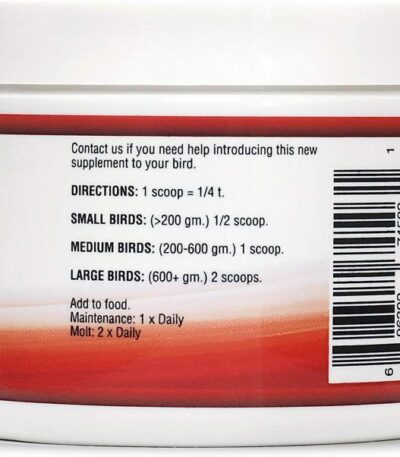 Contact us if you need help introducing this new
supplement to your bird.
DIRECTIONS: 1 scoop = 1/4 t.
SMALL BIRDS: (>200 gm.) 1/2 scoop.
MEDIUM BIRDS: (200-600 gm.) 1 scoop.
LARGE BIRDS: (600+ gm.) 2 scoops.
Add to food.
Maintenance: 1 x Daily
Molt: 2 x Daily
1
6